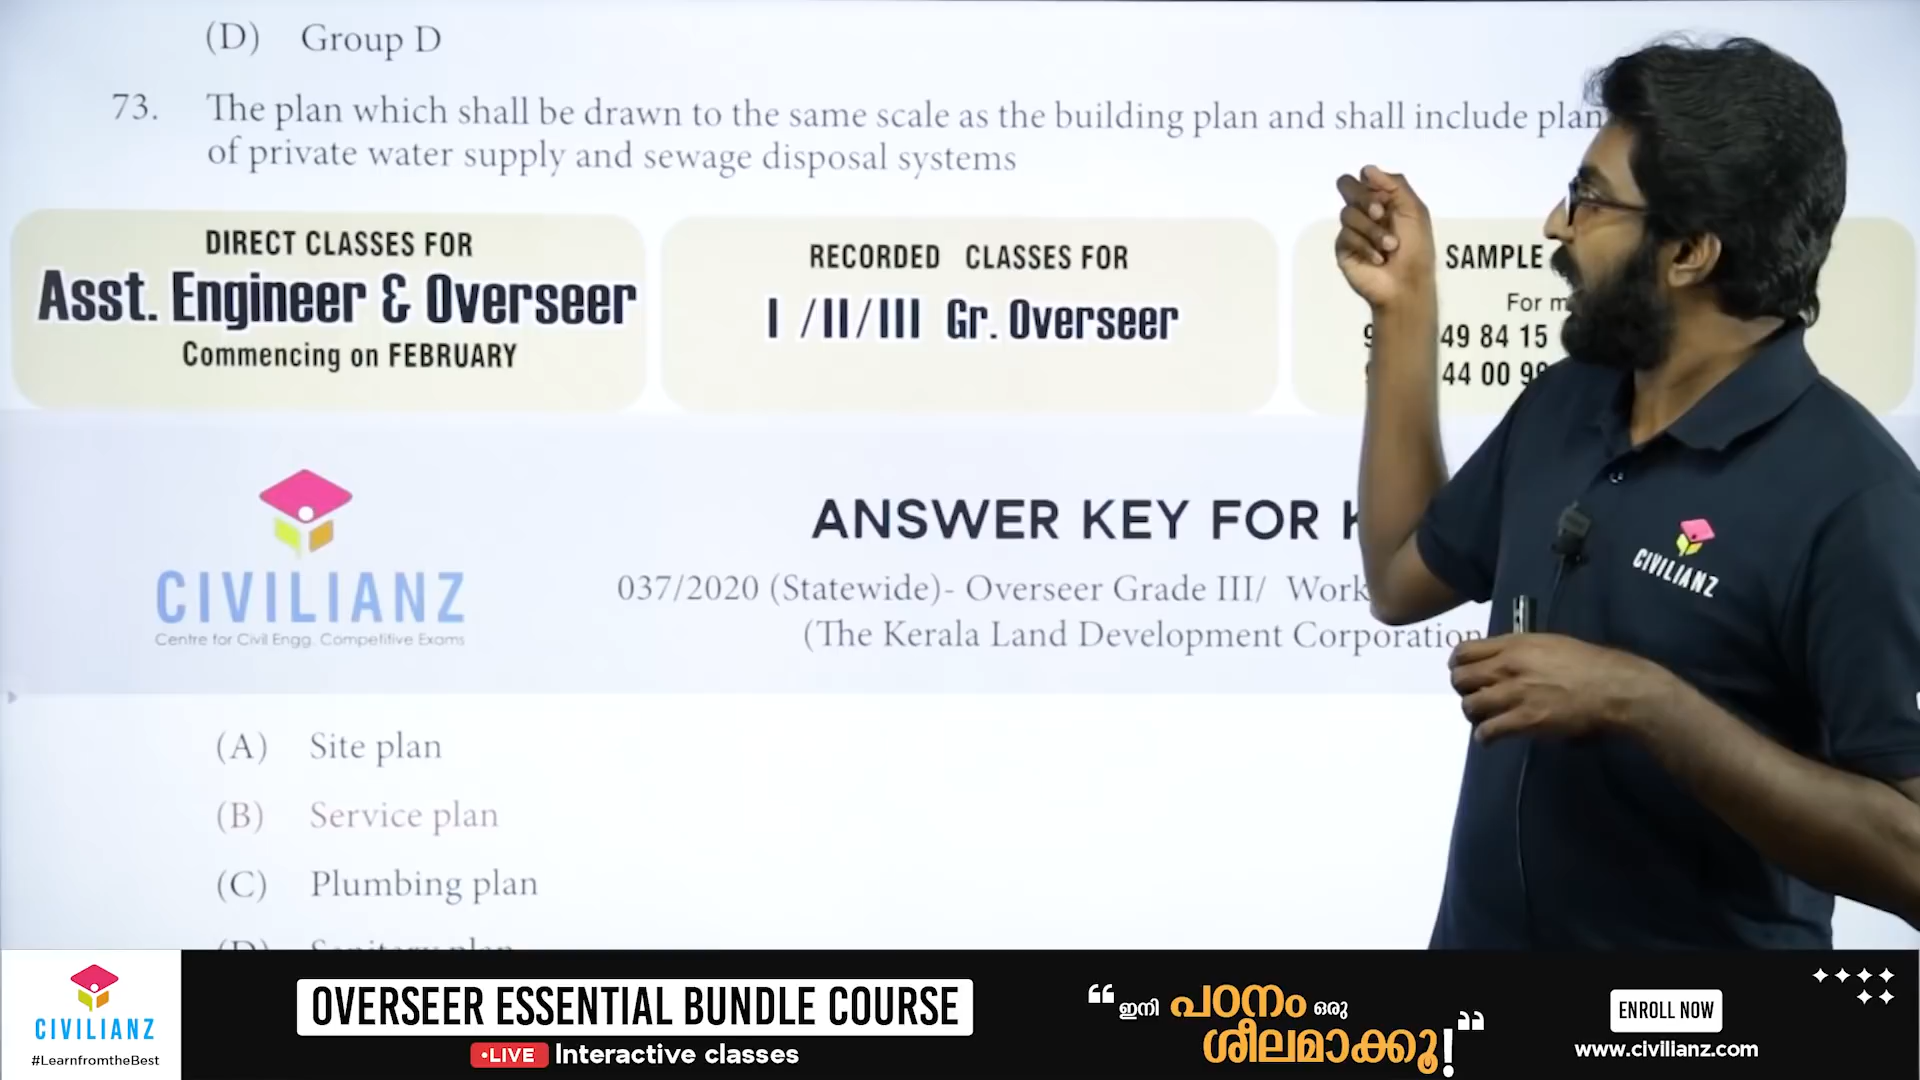 (D) Group D
73. The plan which shall be drawn to the same scale as the building plan and shall include plan
of private water supply and sewage disposal systems
DIRECT CLASSES FOR
Asst. Engineer & Overseer
Commencing on FEBRUARY
RECORDED CLASSES FOR
I /II/III Gr. Overseer
SAMPLE
For
49 84 15
44 00
CIVILIANZ
Centre for Civil Engg. Competitive Exams
ANSWER KEY FOR
037/2020 (Statewide)- Overseer Grade III/ Work
(The Kerala Land Development Corporation
CIVILIANZ
(A) Site plan
(B) Service plan
(C) Plumbing plan
(D) Sanitary plan
CIVILIANZ
#LearnfromtheBest
OVERSEER ESSENTIAL BUNDLE COURSE
•LIVE Interactive classes
“ഇനി പഠനം ഒരു
ശീലമാക്കൂ!”
ENROLL NOW
www.civilianz.com